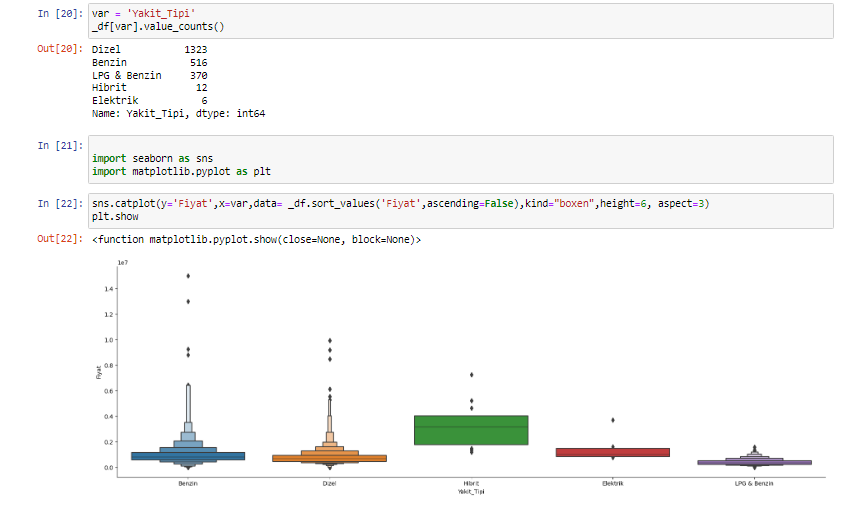 In [20]: var = 'Yakit_Tipi'
_df[var].value_counts()
Out[20]: Dizel 1323
Benzin 516
LPG & Benzin 370
Hibrit 12
Elektrik 6
Name: Yakit_Tipi, dtype: int64
In [21]:
import seaborn as sns
import matplotlib.pyplot as plt
In [22]: sns.catplot(y='Fiyat',x=var,data= _df.sort_values('Fiyat',ascending=False),kind="boxen",height=6, aspect=3)
plt.show
Out[22]: <function matplotlib.pyplot.show(close=None, block=None)>
1e7
1.4
1.2
1.0
0.8
0.6
0.4
0.2
0.0
Fiyat
Benzin Dizel Hibrit Elektrik LPG & Benzin
Yakit_Tipi